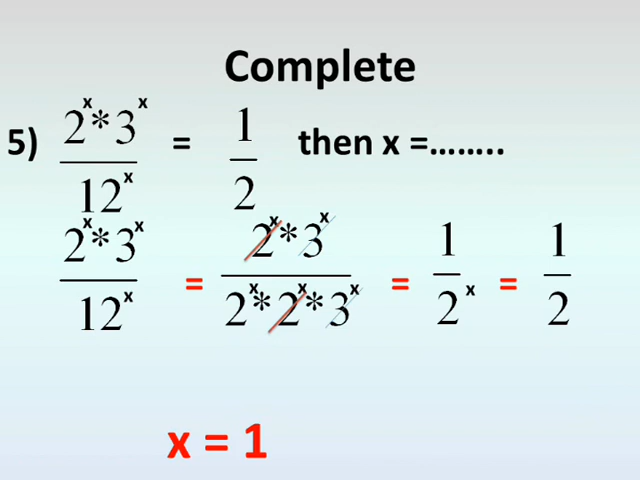 Complete
5) 2^x * 3^x / 12^x = 1/2 then x =........
2^x * 3^x / 12^x = 2^x * 3^x / 2^x * 2^x * 3^x = 1/2^x = 1/2
x = 1